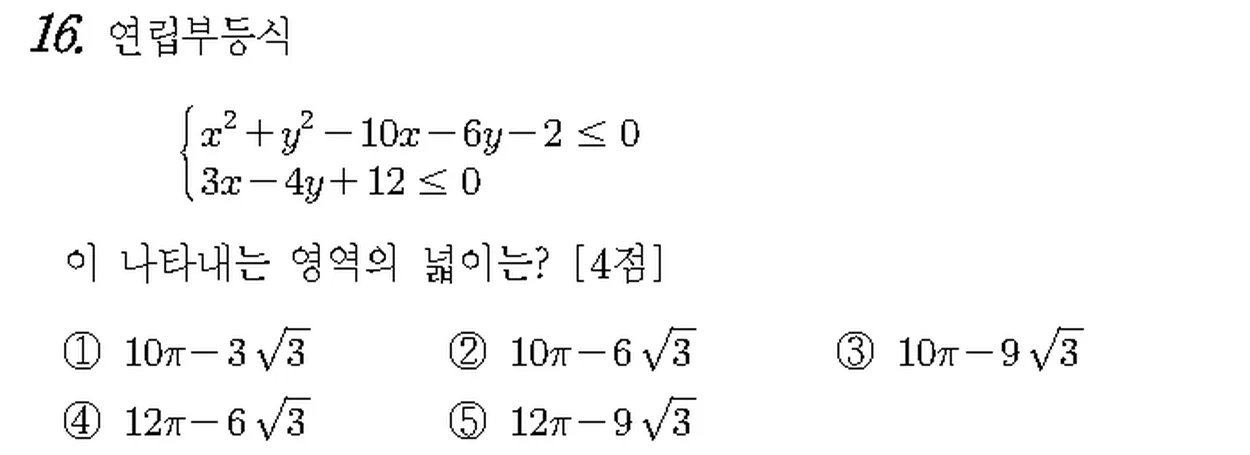 16. 연립부등식
x² + y² − 10x − 6y − 2 ≤ 0
3x − 4y + 12 ≤ 0
이 나타내는 영역의 넓이는? [4점]
① 10π − 3√3 ② 10π − 6√3 ③ 10π − 9√3
④ 12π − 6√3 ⑤ 12π − 9√3